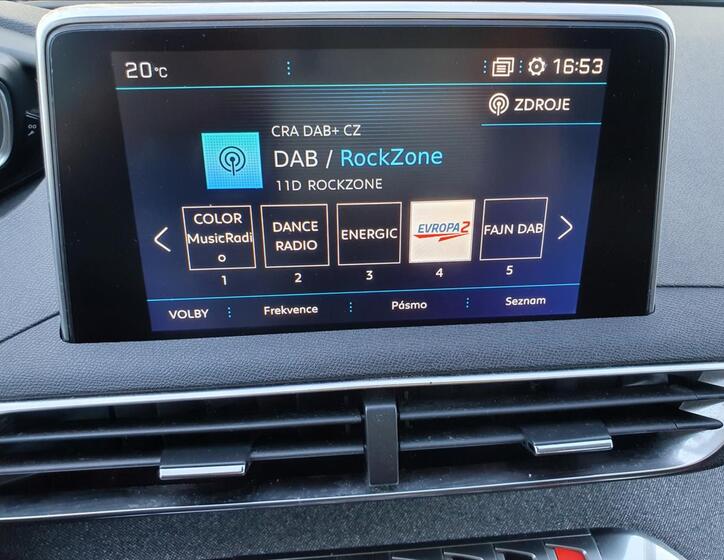 20°C
16:53
ZDROJE
CRA DAB+ CZ
DAB / RockZone
11D ROCKZONE
COLOR
MusicRadi
o
DANCE
RADIO
ENERGIC
EVROPA2
FAJN DAB
1
2
3
4
5
VOLBY
Frekvence
Pásmo
Seznam